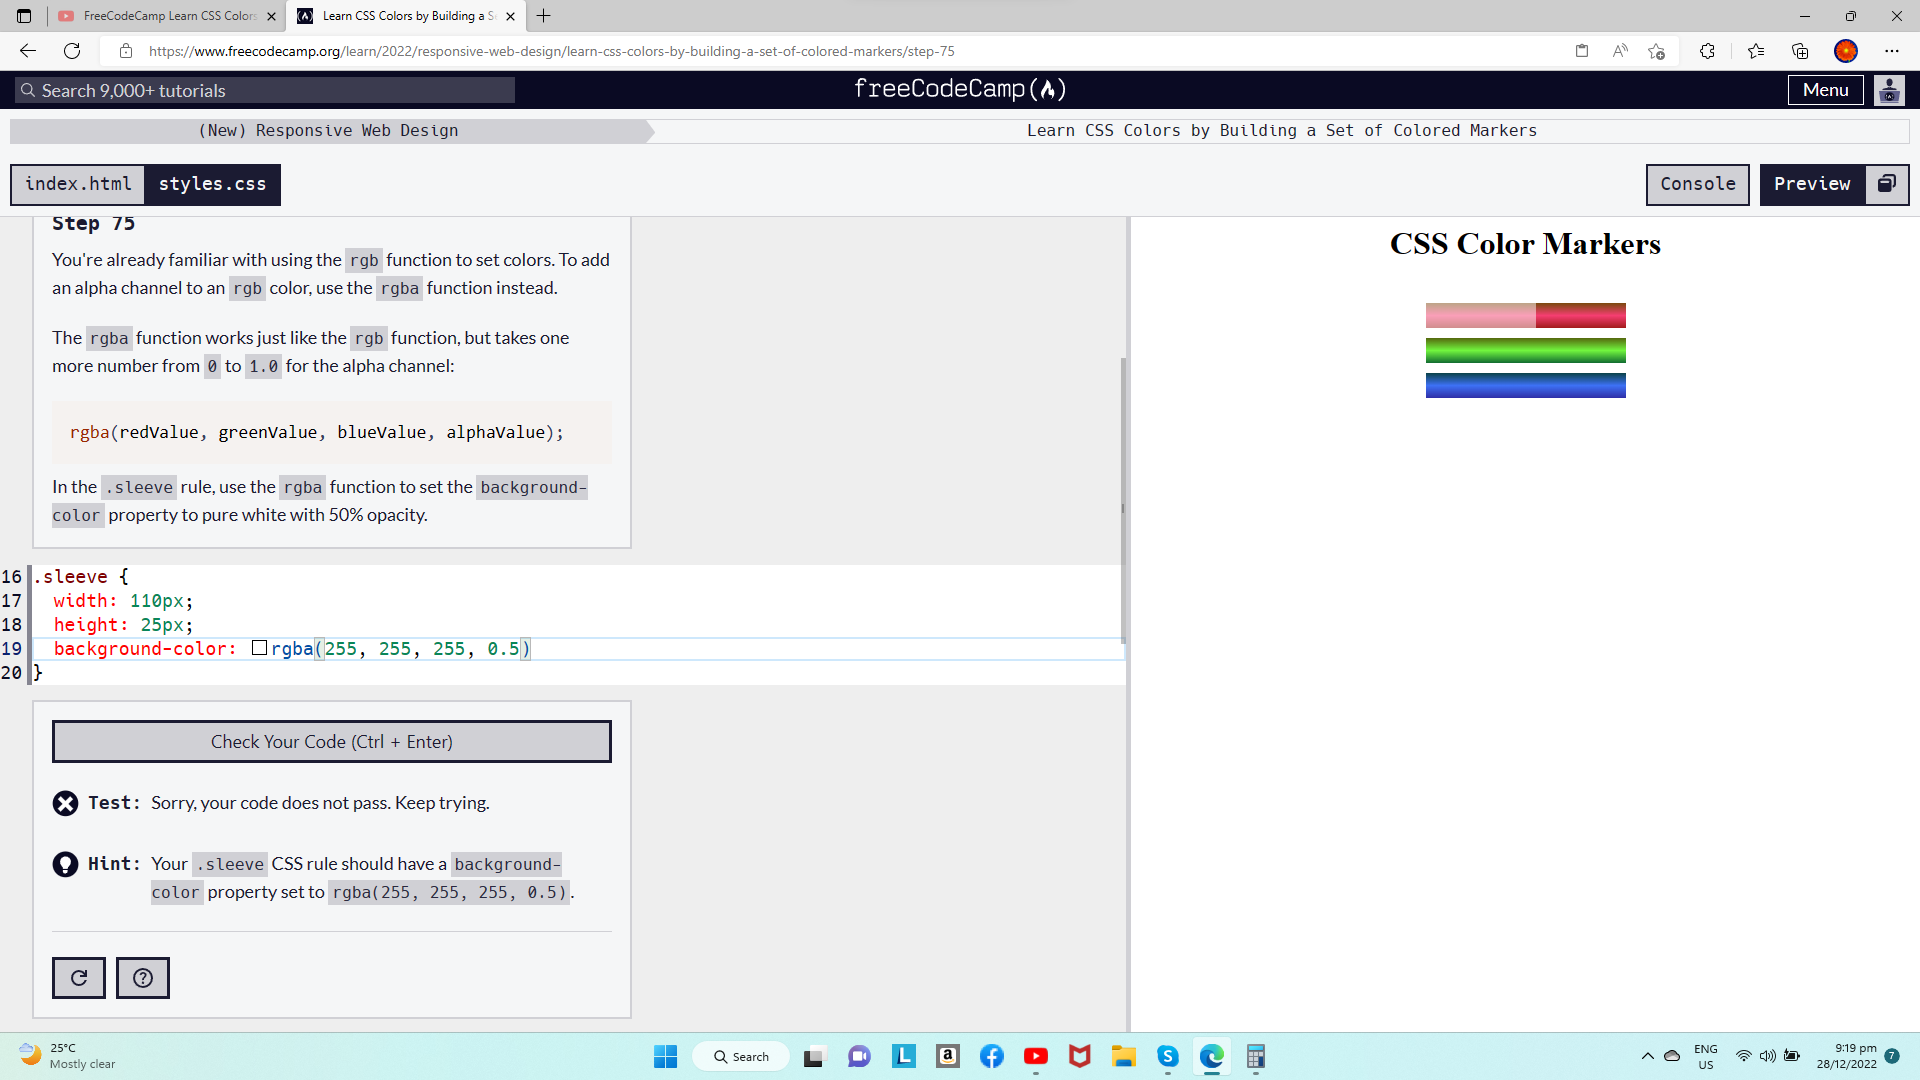 FreeCodeCamp Learn CSS Colors
Learn CSS Colors by Building a Se
https://www.freecodecamp.org/learn/2022/responsive-web-design/learn-css-colors-by-building-a-set-of-colored-markers/step-75
Search 9,000+ tutorials
freeCodeCamp
Menu
(New) Responsive Web Design
Learn CSS Colors by Building a Set of Colored Markers
index.html
styles.css
Console
Preview
Step 75
You're already familiar with using the rgb function to set colors. To add
an alpha channel to an rgb color, use the rgba function instead.
The rgba function works just like the rgb function, but takes one
more number from 0 to 1.0 for the alpha channel:
rgba(redValue, greenValue, blueValue, alphaValue);
In the .sleeve rule, use the rgba function to set the background-
color property to pure white with 50% opacity.
16 .sleeve {
17 width: 110px;
18 height: 25px;
19 background-color: rgba(255, 255, 255, 0.5)
20 }
Check Your Code (Ctrl + Enter)
Test: Sorry, your code does not pass. Keep trying.
Hint: Your .sleeve CSS rule should have a background-
color property set to rgba(255, 255, 255, 0.5).
CSS Color Markers
25°C
Mostly clear
Search
L
a
S
ENG
US
9:19 pm
28/12/2022
7